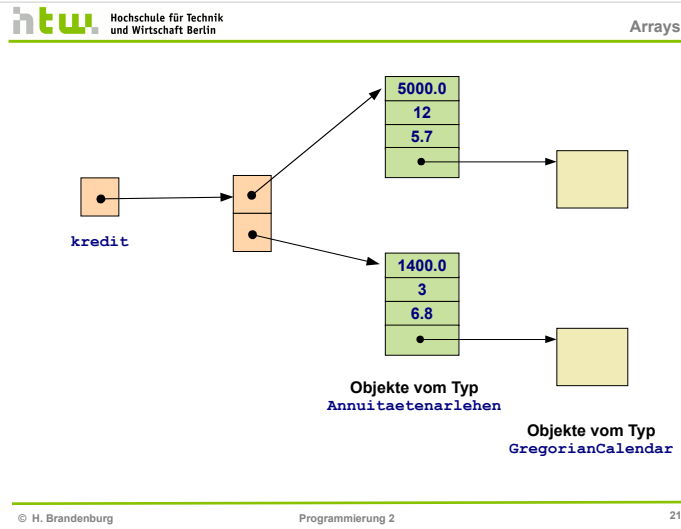 htw.
Hochschule für Technik
und Wirtschaft Berlin
Arrays
5000.0
12
5.7
kredit
1400.0
3
6.8
Objekte vom Typ
Annuitaetenarlehen
Objekte vom Typ
GregorianCalendar
© H. Brandenburg
Programmierung 2
21